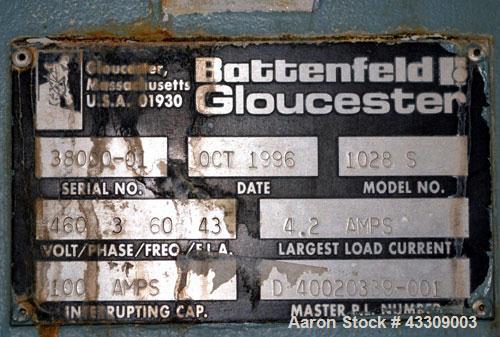 Gloucester,
Massachusetts
U.S.A. 01930
Battenfeld
Gloucester
38000-01 OCT 1996 1028 S
SERIAL NO. DATE MODEL NO.
460 3 60 43 4.2 AMPS
VOLT/PHASE/FREQ/F.L.A. LARGEST LOAD CURRENT
100 AMPS D 40020339-001
INTERRUPTING CAP. MASTER P.L. NUMBER
Aaron Stock # 43309003